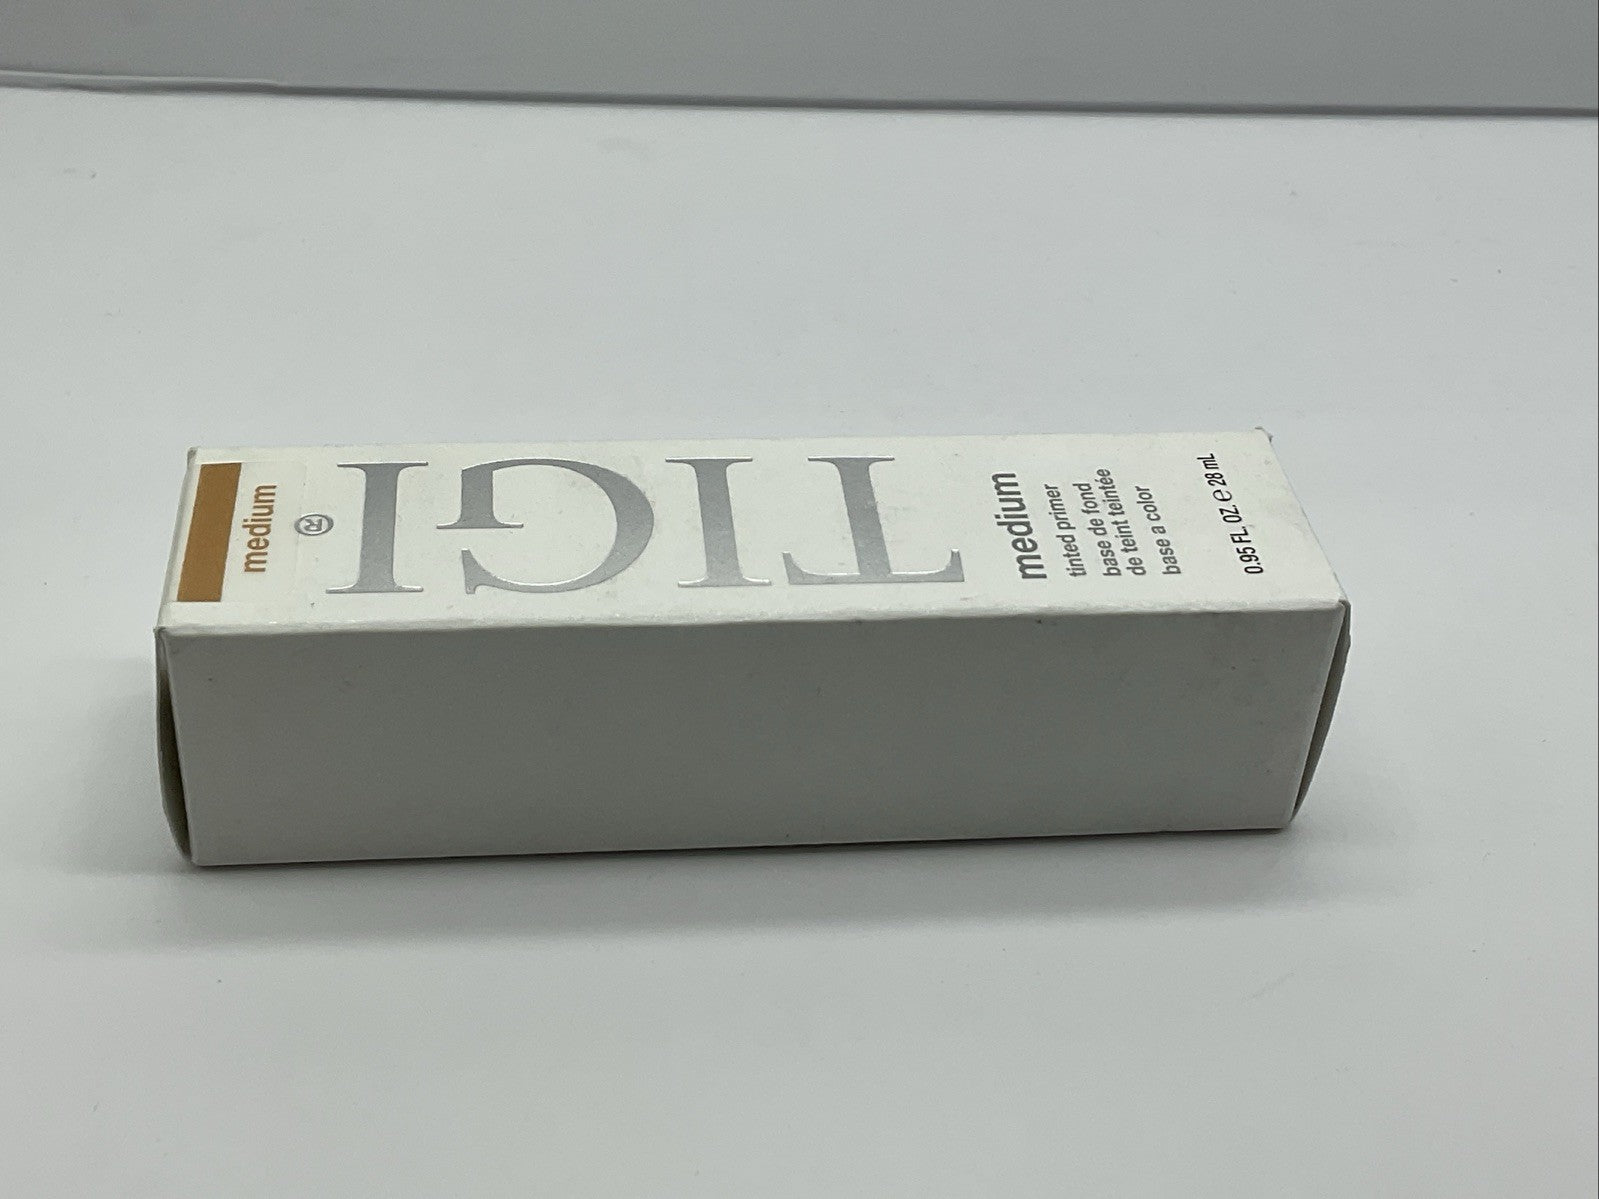 medium
®
TIGI
medium
tinted primer
base de fond
de teint teintée
base a color
0.95 FL. OZ. e 28 mL